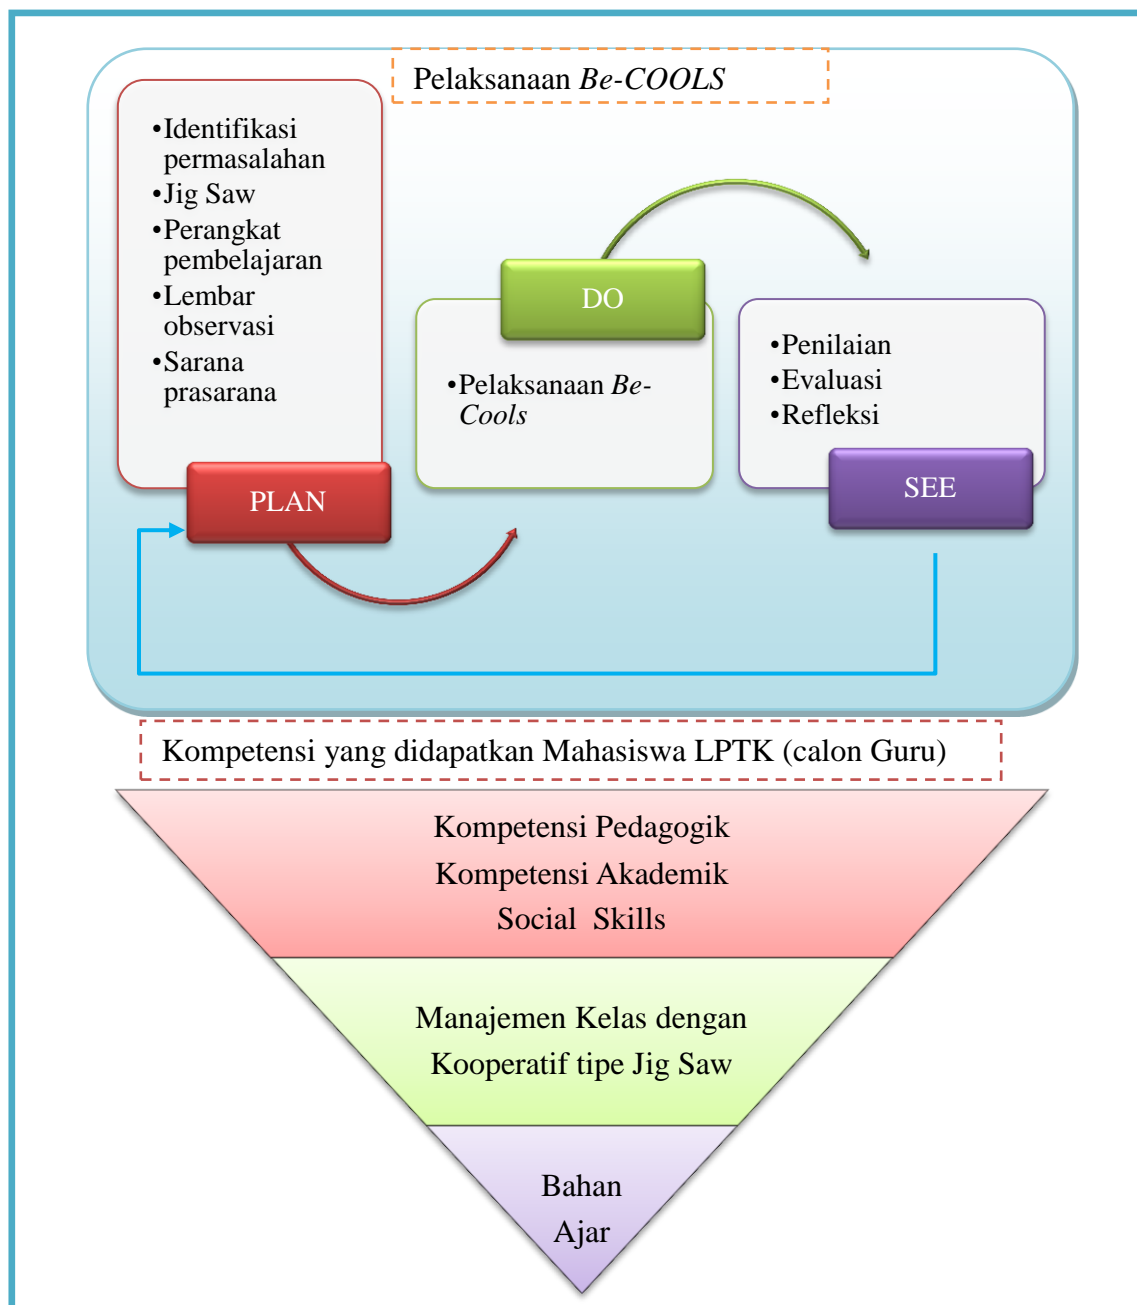 Pelaksanaan Be-COOLS
•Identifikasi
permasalahan
•Jig Saw
•Perangkat
pembelajaran
•Lembar
observasi
•Sarana
prasarana
PLAN
DO
•Pelaksanaan Be-
Cools
•Penilaian
•Evaluasi
•Refleksi
SEE
Kompetensi yang didapatkan Mahasiswa LPTK (calon Guru)
Kompetensi Pedagogik
Kompetensi Akademik
Social Skills
Manajemen Kelas dengan
Kooperatif tipe Jig Saw
Bahan
Ajar